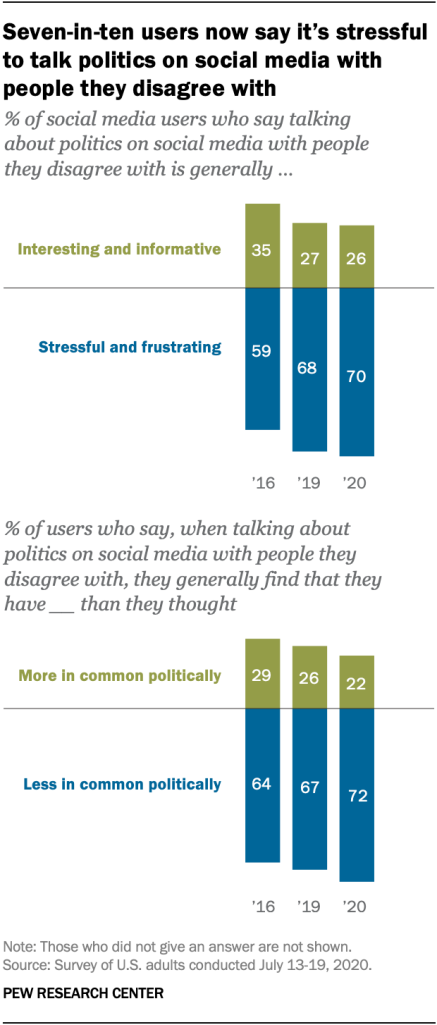 Seven-in-ten users now say it’s stressful
to talk politics on social media with
people they disagree with
% of social media users who say talking
about politics on social media with people
they disagree with is generally ...
Interesting and informative 35 27 26
Stressful and frustrating 59 68 70
’16 ’19 ’20
% of users who say, when talking about
politics on social media with people they
disagree with, they generally find that they
have __ than they thought
More in common politically 29 26 22
Less in common politically 64 67 72
’16 ’19 ’20
Note: Those who did not give an answer are not shown.
Source: Survey of U.S. adults conducted July 13-19, 2020.
PEW RESEARCH CENTER